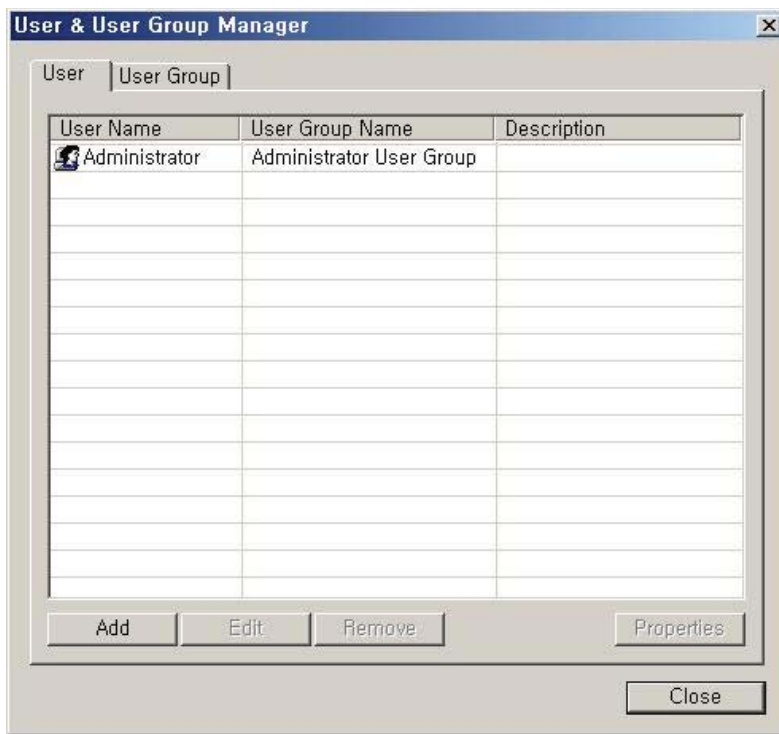 User & User Group Manager
User
User Group
User Name User Group Name Description
Administrator Administrator User Group
Add Edit Remove Properties
Close